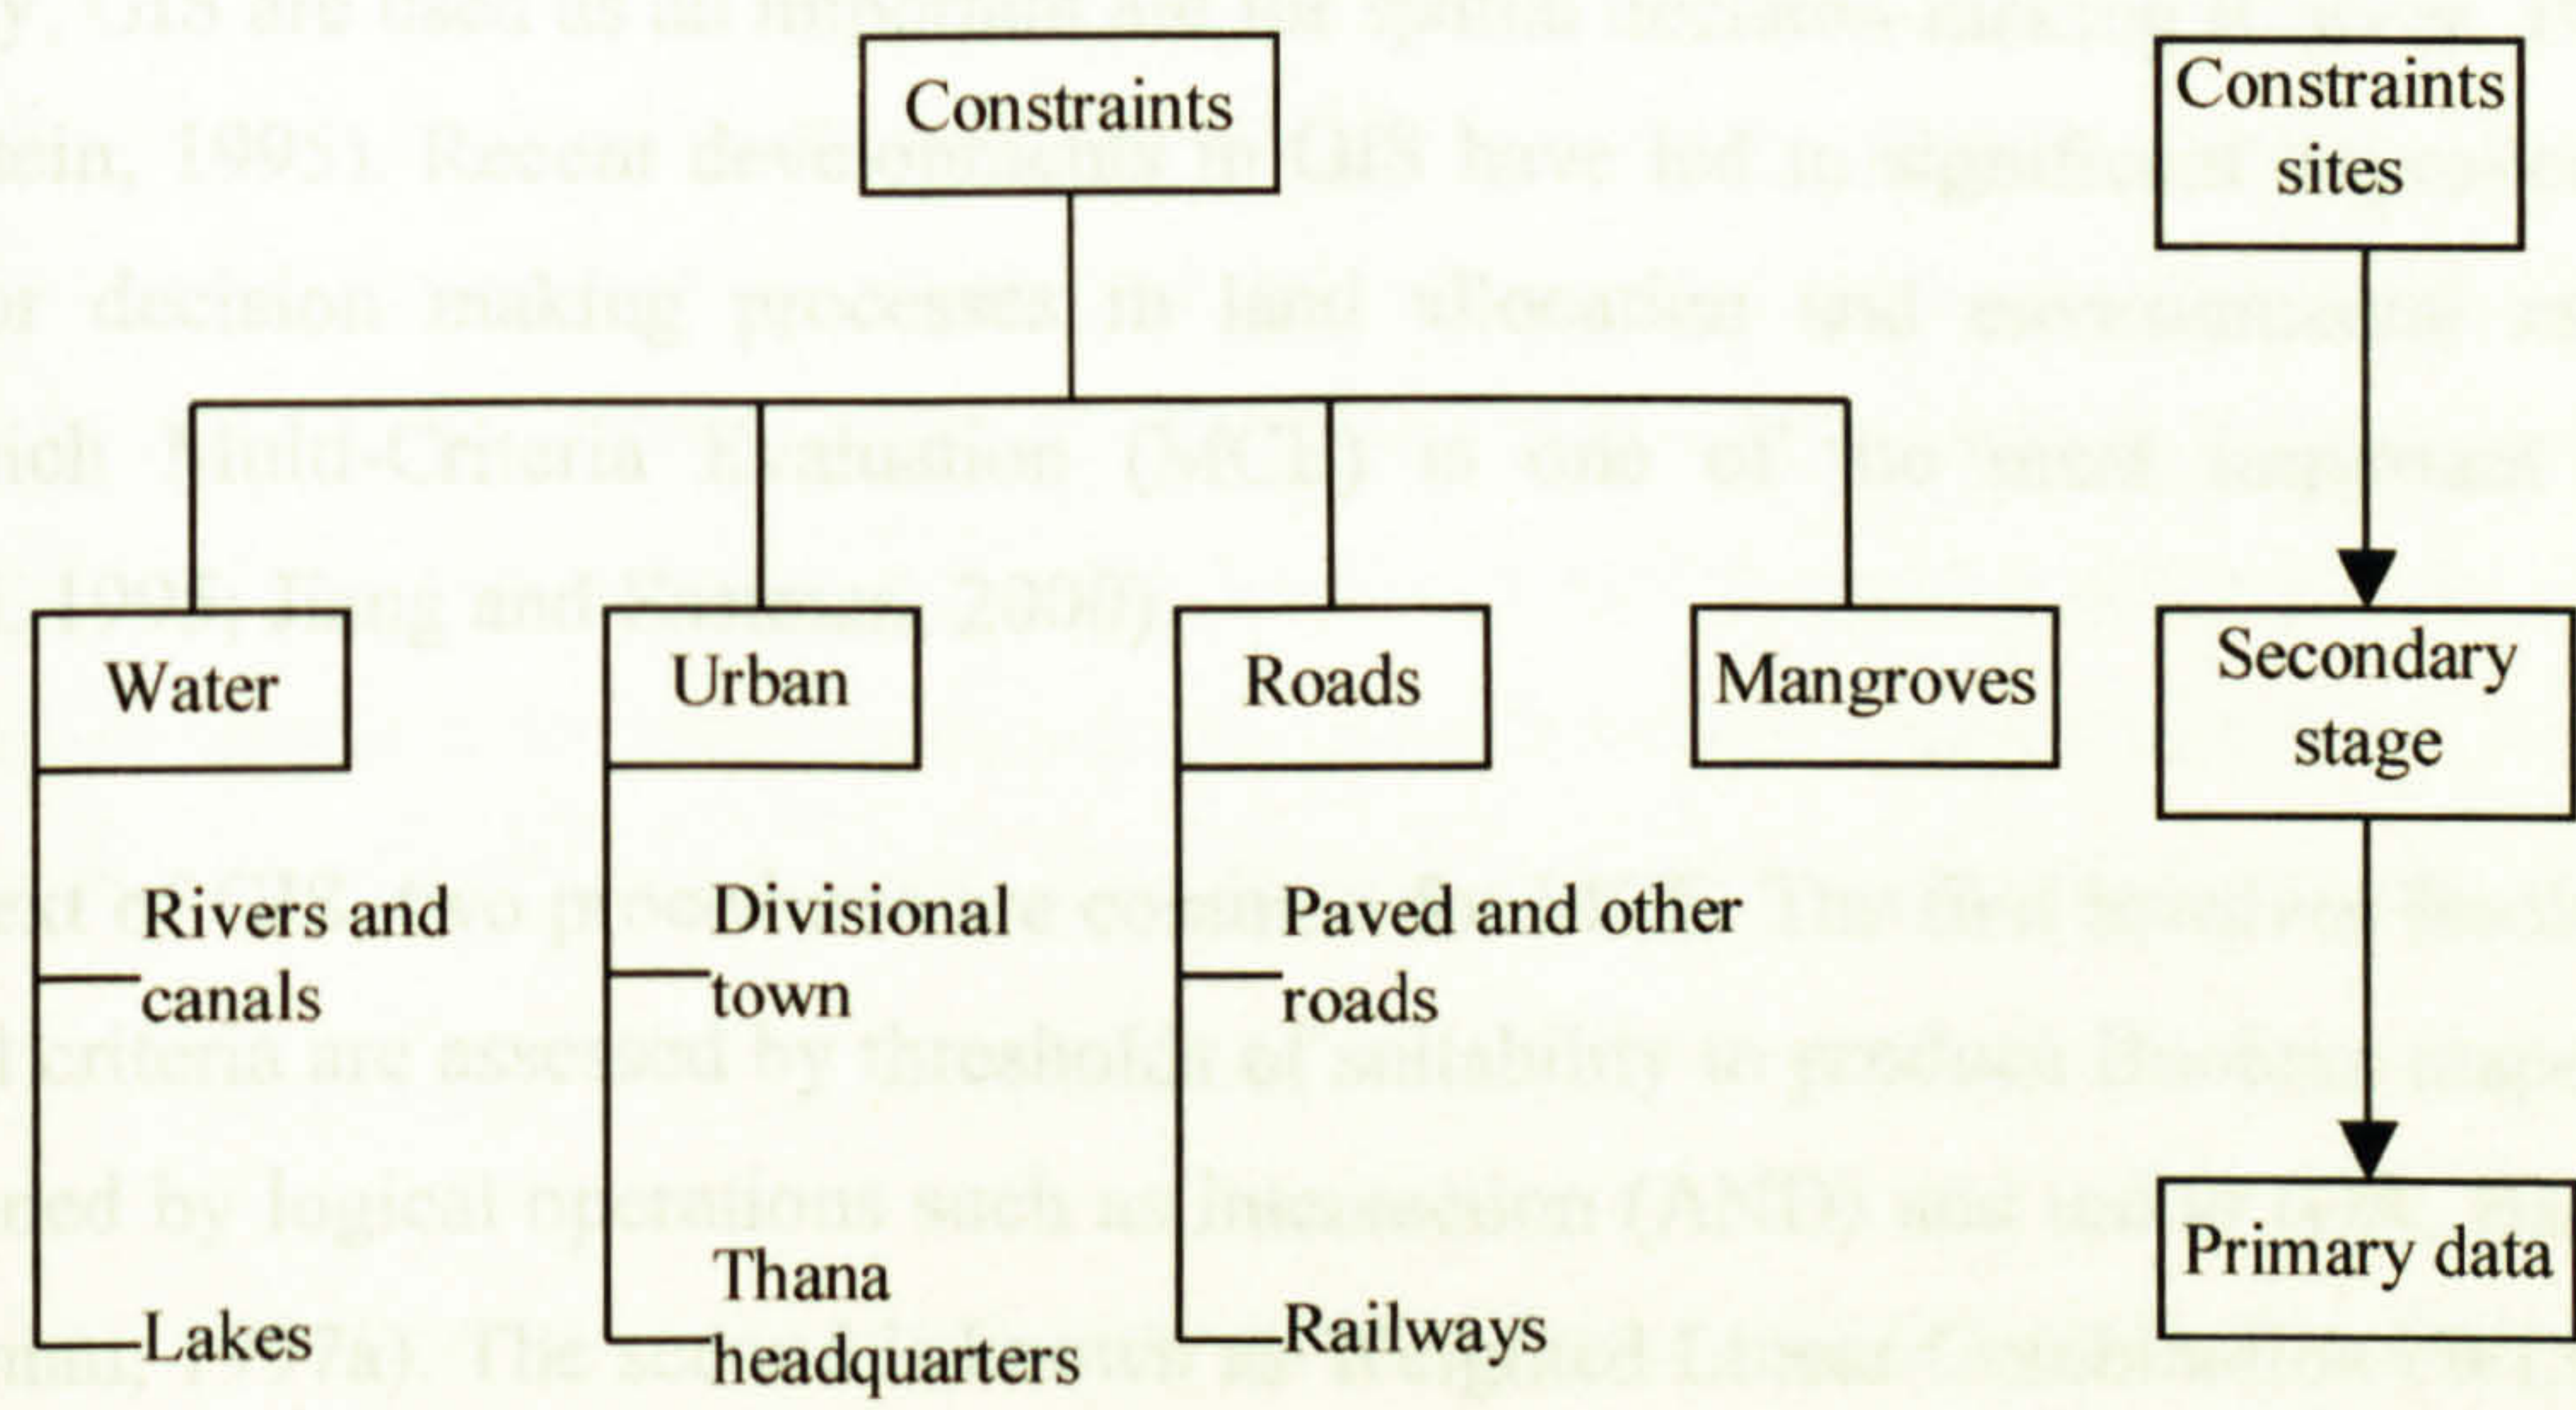 Constraints
Constraints
sites
Water
Urban
Roads
Mangroves
Secondary
stage
Rivers and
canals
Lakes
Divisional
town
Thana
headquarters
Paved and other
roads
Railways
Primary data